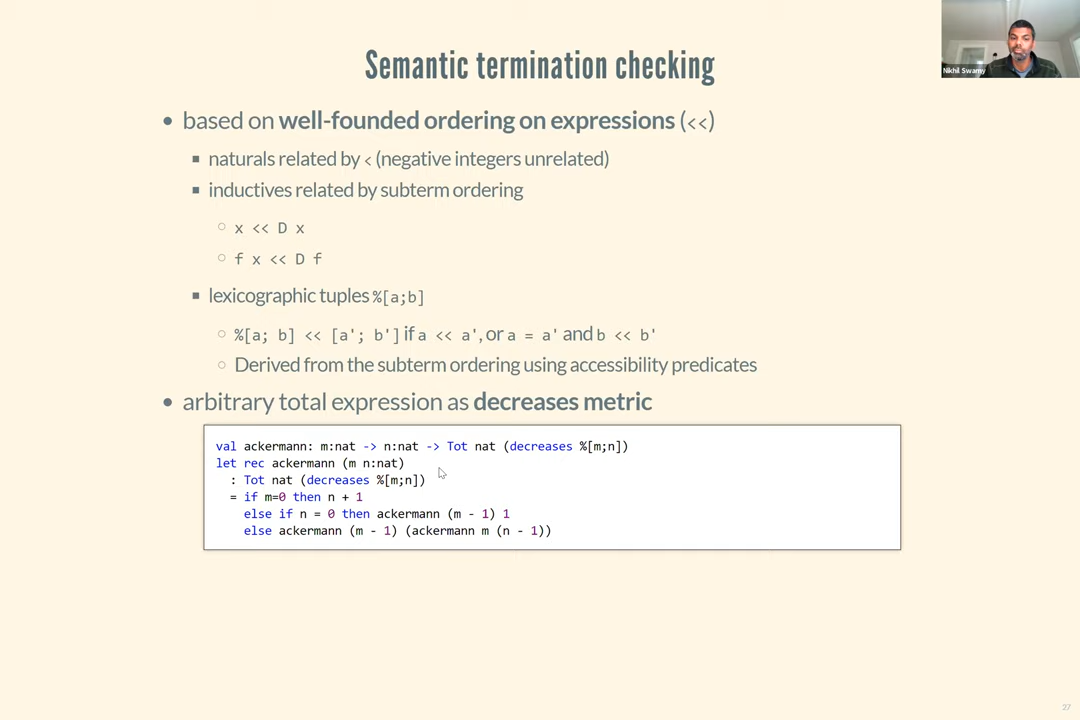 Semantic termination checking
Nikhil Swamy
• based on well-founded ordering on expressions (<<)
▪ naturals related by < (negative integers unrelated)
▪ inductives related by subterm ordering
○ x << D x
○ f x << D f
▪ lexicographic tuples %[a;b]
○ %[a; b] << [a'; b'] if a << a', or a = a' and b << b'
○ Derived from the subterm ordering using accessibility predicates
• arbitrary total expression as decreases metric
val ackermann: m:nat -> n:nat -> Tot nat (decreases %[m;n])
let rec ackermann (m n:nat)
  : Tot nat (decreases %[m;n])
  = if m=0 then n + 1
    else if n = 0 then ackermann (m - 1) 1
    else ackermann (m - 1) (ackermann m (n - 1))
27